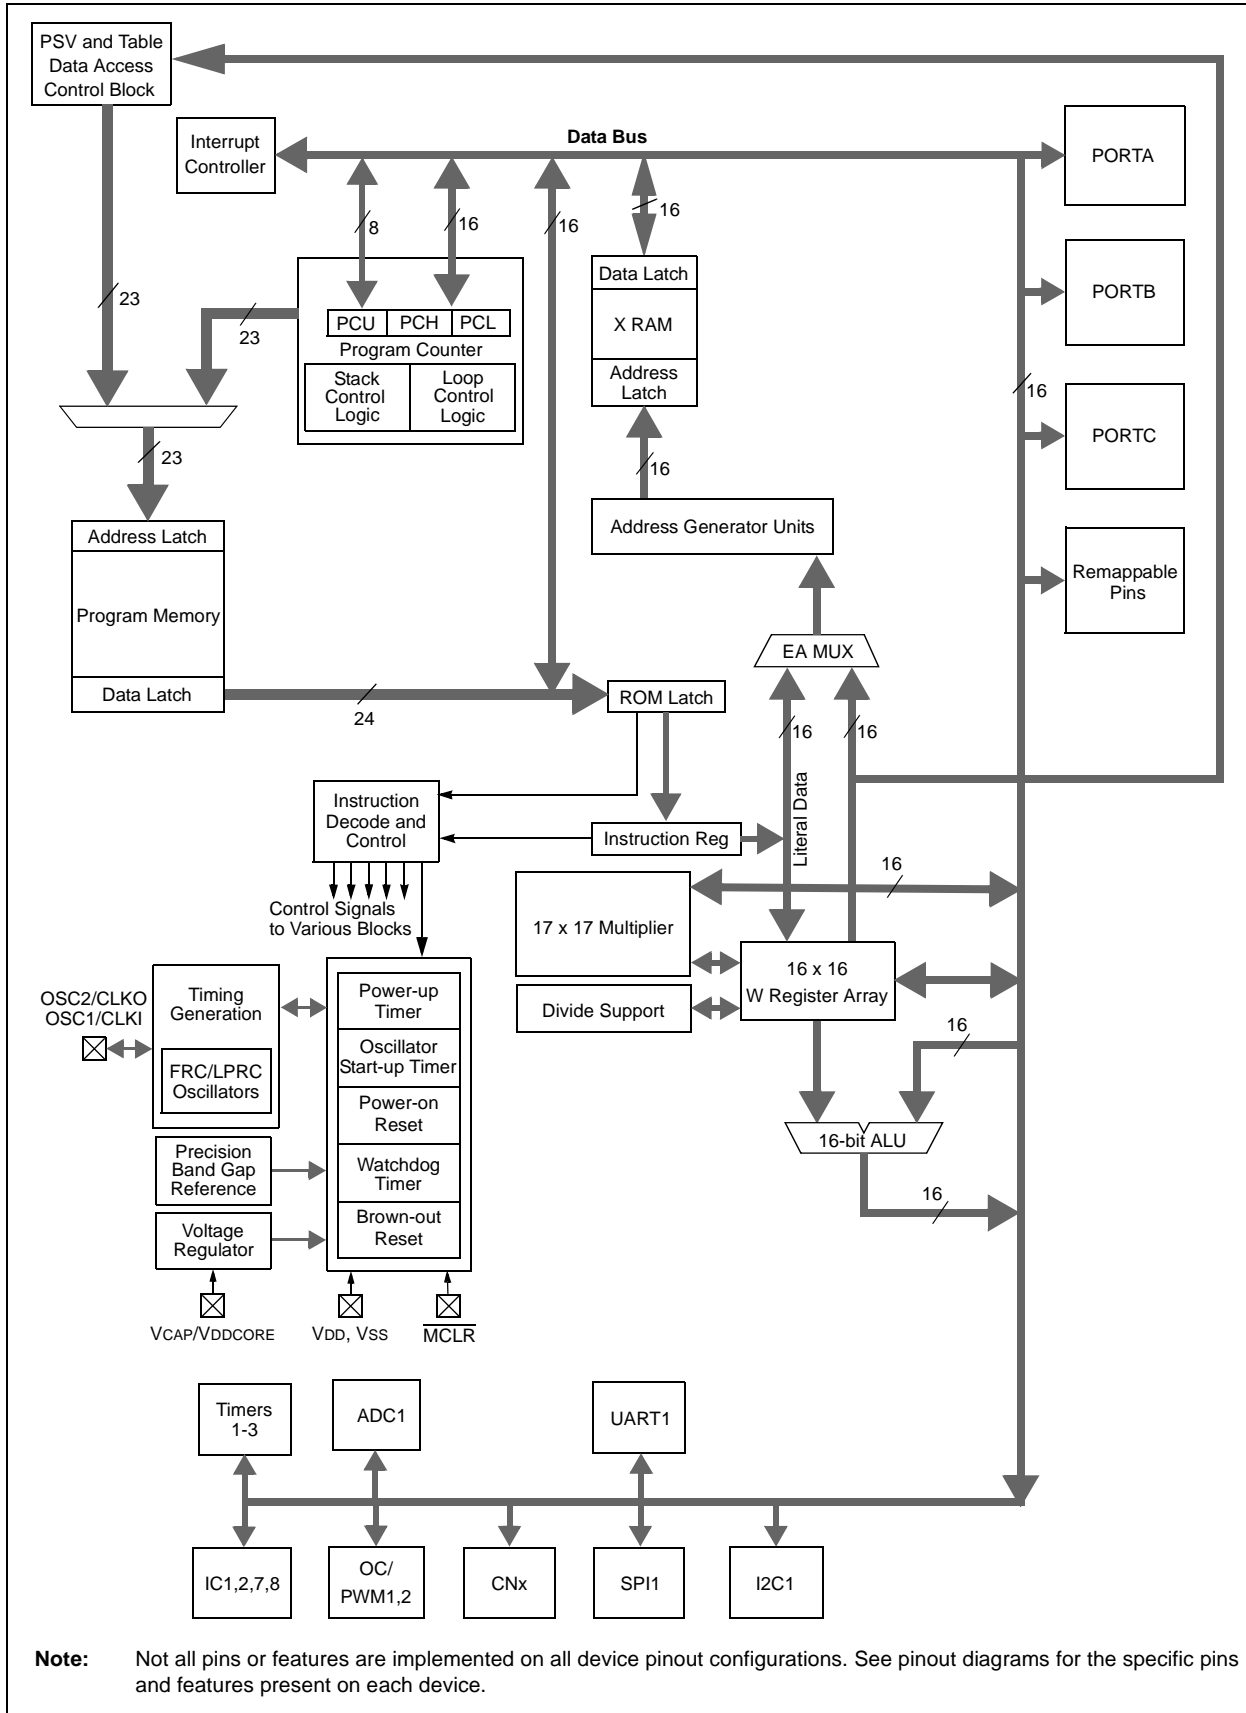 PSV and Table
Data Access
Control Block
Interrupt
Controller
Data Bus
PORTA
8
16
16
16
23
23
Data Latch
X RAM
Address
Latch
PORTB
PCU
PCH
PCL
Program Counter
Stack
Control
Logic
Loop
Control
Logic
16
PORTC
23
16
Address Latch
Program Memory
Data Latch
Address Generator Units
Remappable
Pins
EA MUX
24
ROM Latch
16
16
Literal Data
Instruction
Decode and
Control
Instruction Reg
16
Control Signals
to Various Blocks
17 x 17 Multiplier
16 x 16
W Register Array
Divide Support
OSC2/CLKO
OSC1/CLKI
Timing
Generation
FRC/LPRC
Oscillators
Power-up
Timer
Oscillator
Start-up Timer
Power-on
Reset
Watchdog
Timer
Brown-out
Reset
16
16-bit ALU
16
Precision
Band Gap
Reference
Voltage
Regulator
VCAP/VDDCORE
VDD, VSS
MCLR
Timers
1-3
ADC1
UART1
IC1,2,7,8
OC/
PWM1,2
CNx
SPI1
I2C1
Note: Not all pins or features are implemented on all device pinout configurations. See pinout diagrams for the specific pins
and features present on each device.